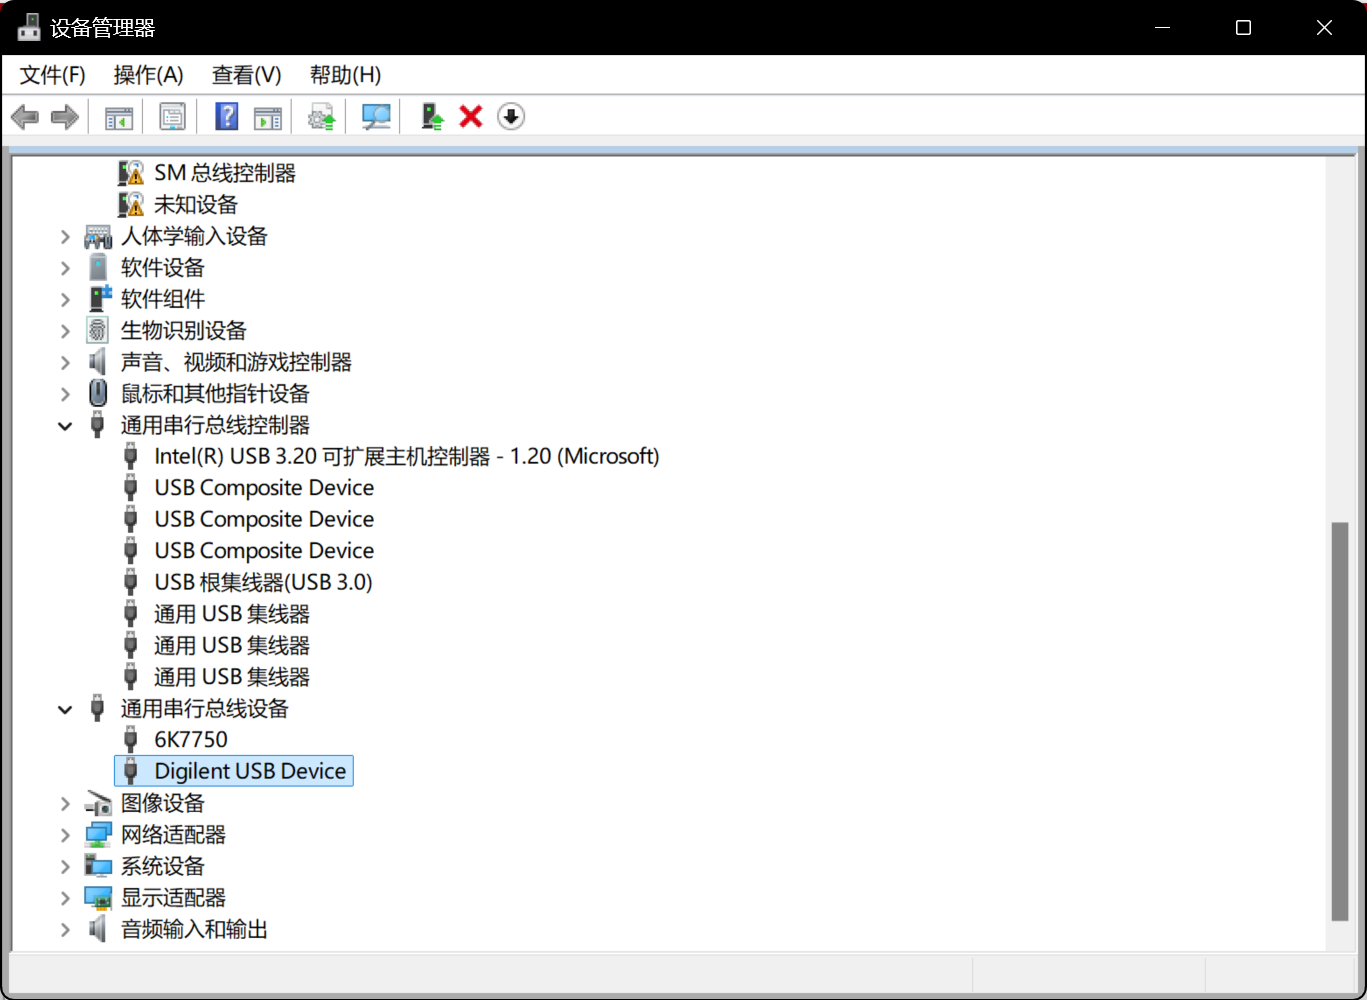 设备管理器
文件(F) 操作(A) 查看(V) 帮助(H)
SM 总线控制器
未知设备
人体学输入设备
软件设备
软件组件
生物识别设备
声音、视频和游戏控制器
鼠标和其他指针设备
通用串行总线控制器
Intel(R) USB 3.20 可扩展主机控制器 - 1.20 (Microsoft)
USB Composite Device
USB Composite Device
USB Composite Device
USB 根集线器(USB 3.0)
通用 USB 集线器
通用 USB 集线器
通用 USB 集线器
通用串行总线设备
6K7750
Digilent USB Device
图像设备
网络适配器
系统设备
显示适配器
音频输入和输出